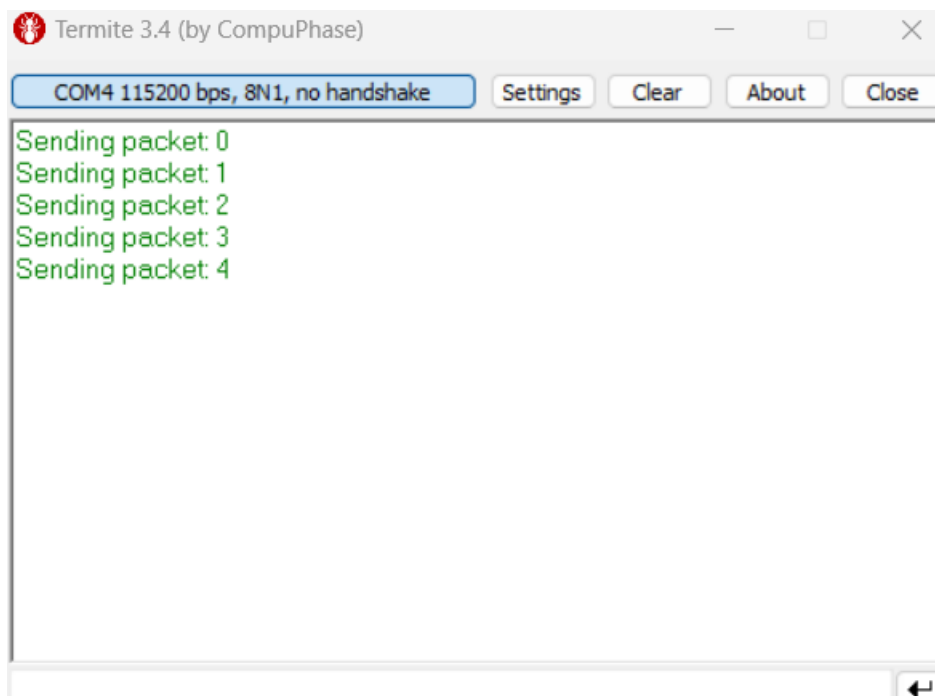 Termite 3.4 (by CompuPhase)
COM4 115200 bps, 8N1, no handshake Settings Clear About Close
Sending packet: 0
Sending packet: 1
Sending packet: 2
Sending packet: 3
Sending packet: 4